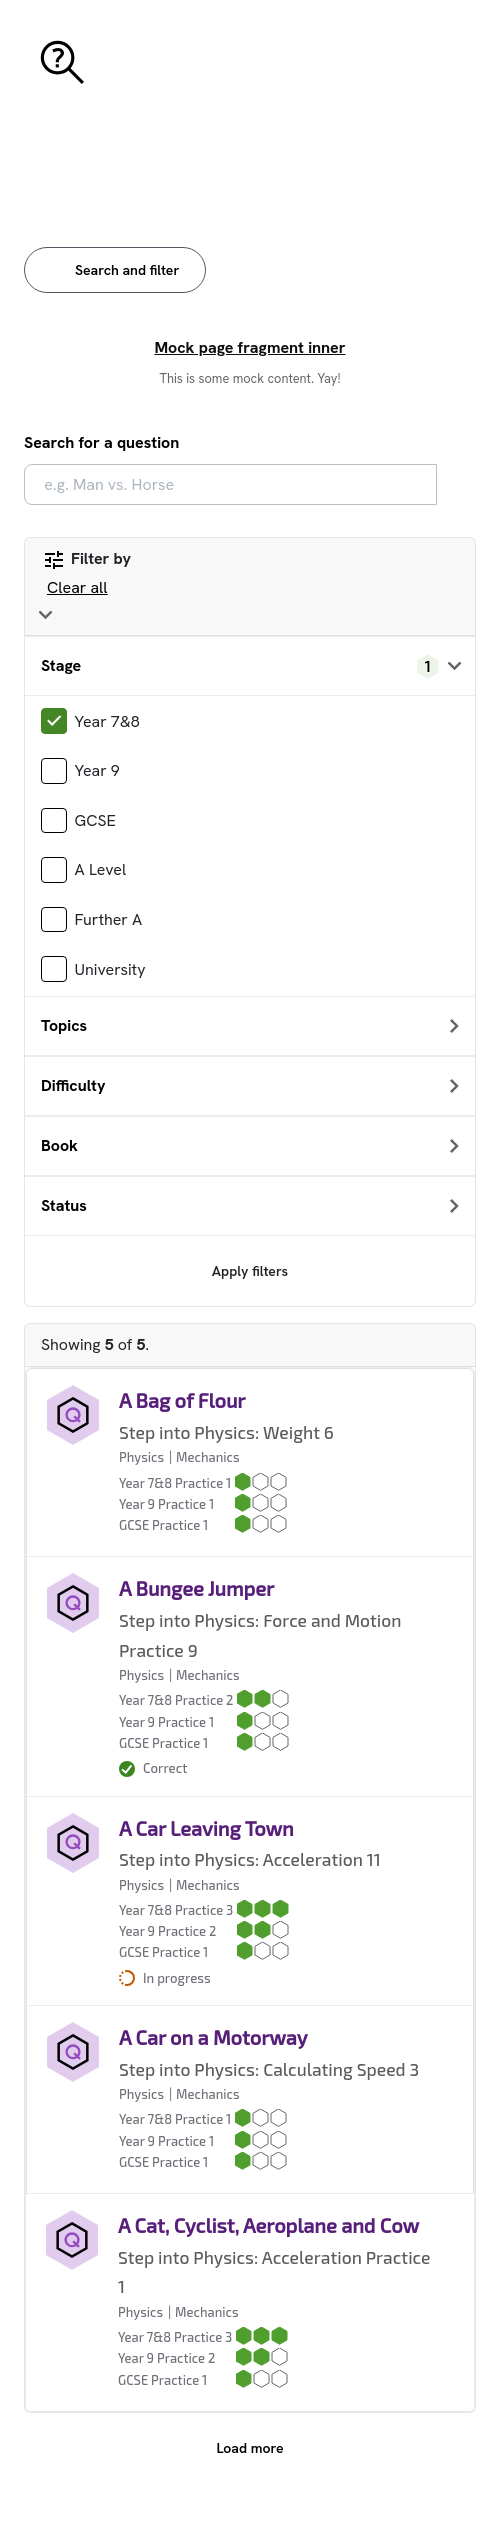 Search and filter
Mock page fragment inner
This is some mock content. Yay!
Search for a question
e.g. Man vs. Horse
Filter by
Clear all
Stage 1
Year 7&8
Year 9
GCSE
A Level
Further A
University
Topics
Difficulty
Book
Status
Apply filters
Showing 5 of 5.
A Bag of Flour
Step into Physics: Weight 6
Physics | Mechanics
Year 7&8 Practice 1
Year 9 Practice 1
GCSE Practice 1
A Bungee Jumper
Step into Physics: Force and Motion
Practice 9
Physics | Mechanics
Year 7&8 Practice 2
Year 9 Practice 1
GCSE Practice 1
Correct
A Car Leaving Town
Step into Physics: Acceleration 11
Physics | Mechanics
Year 7&8 Practice 3
Year 9 Practice 2
GCSE Practice 1
In progress
A Car on a Motorway
Step into Physics: Calculating Speed 3
Physics | Mechanics
Year 7&8 Practice 1
Year 9 Practice 1
GCSE Practice 1
A Cat, Cyclist, Aeroplane and Cow
Step into Physics: Acceleration Practice
1
Physics | Mechanics
Year 7&8 Practice 3
Year 9 Practice 2
GCSE Practice 1
Load more